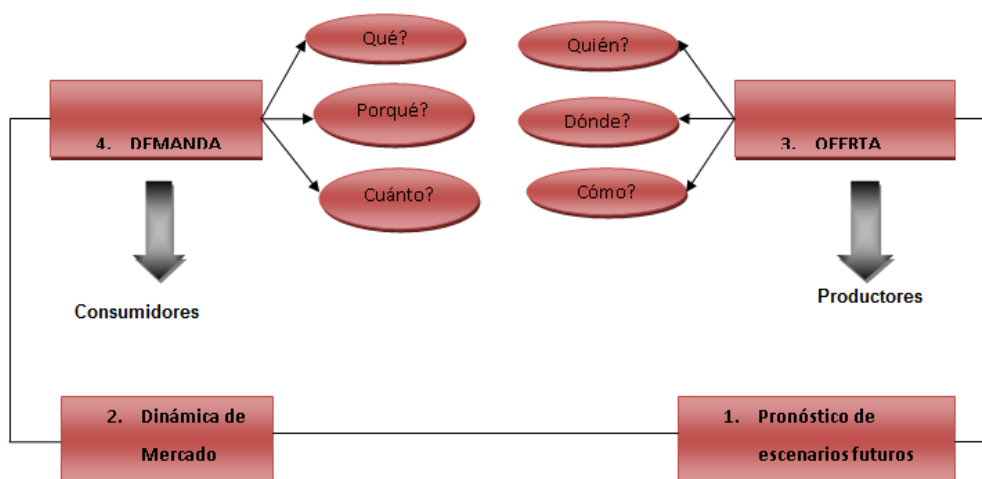 Qué?
Porqué?
Cuánto?
4. DEMANDA
Consumidores
Quién?
Dónde?
Cómo?
3. OFERTA
Productores
2. Dinámica de
Mercado
1. Pronóstico de
escenarios futuros